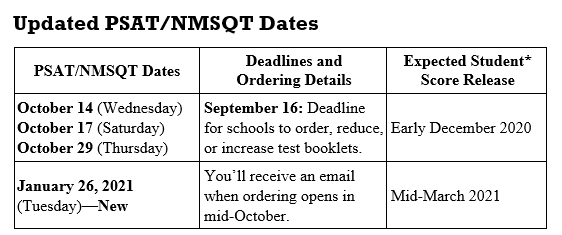 Updated PSAT/NMSQT Dates
PSAT/NMSQT Dates
Deadlines and
Ordering Details
Expected Student*
Score Release
October 14 (Wednesday)
October 17 (Saturday)
October 29 (Thursday)
September 16: Deadline
for schools to order, reduce,
or increase test booklets.
Early December 2020
January 26, 2021
(Tuesday)—New
You’ll receive an email
when ordering opens in
mid-October.
Mid-March 2021